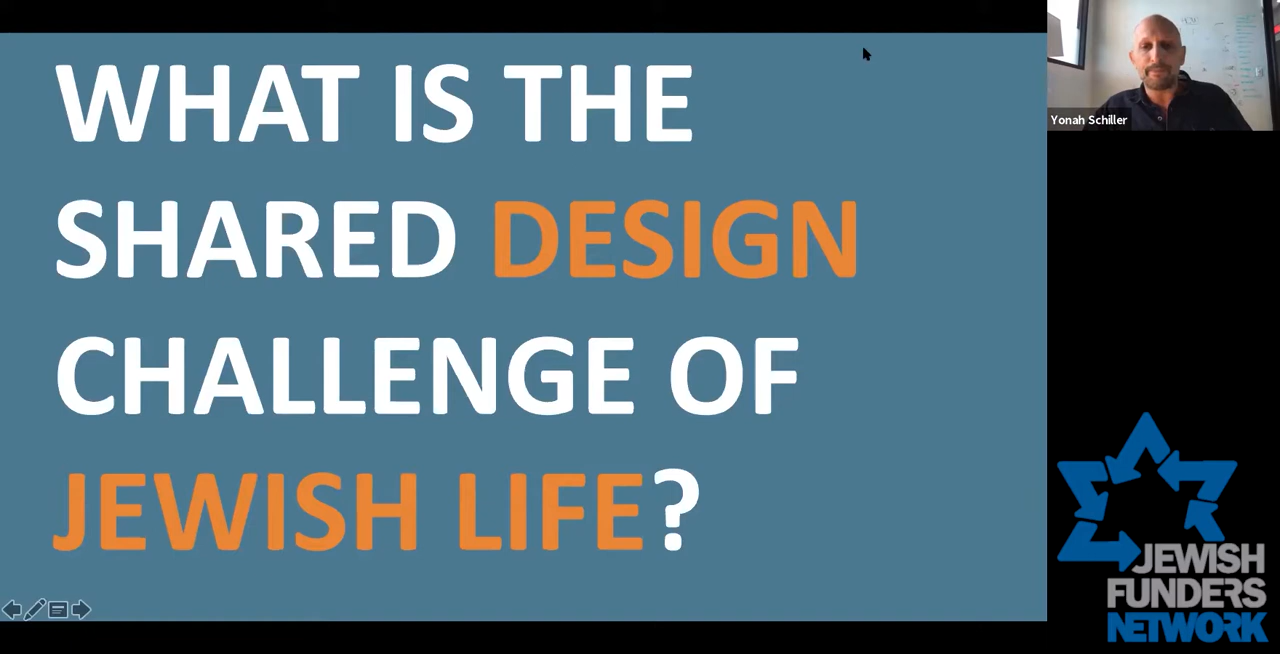 WHAT IS THE
SHARED DESIGN
CHALLENGE OF
JEWISH LIFE?
Yonah Schiller
JEWISH
FUNDERS
NETWORK